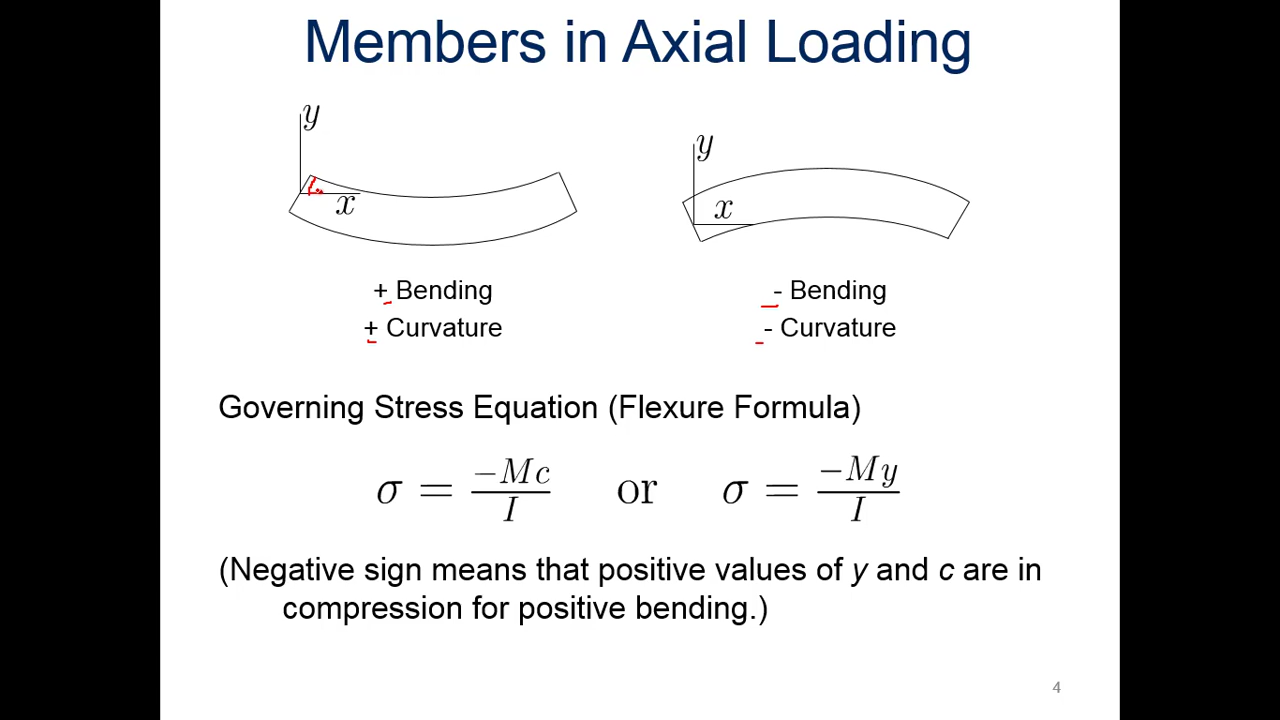 Members in Axial Loading
y
x
y
x
+ Bending
+ Curvature
- Bending
- Curvature
Governing Stress Equation (Flexure Formula)
σ = −Mc/I or σ = −My/I
(Negative sign means that positive values of y and c are in
compression for positive bending.)
4